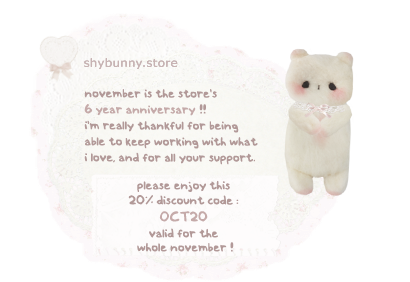 shybunny.store
november is the store's
6 year anniversary !!
i'm really thankful for being
able to keep working with what
i love, and for all your support.
please enjoy this
20% discount code :
OCT20
valid for the
whole november !